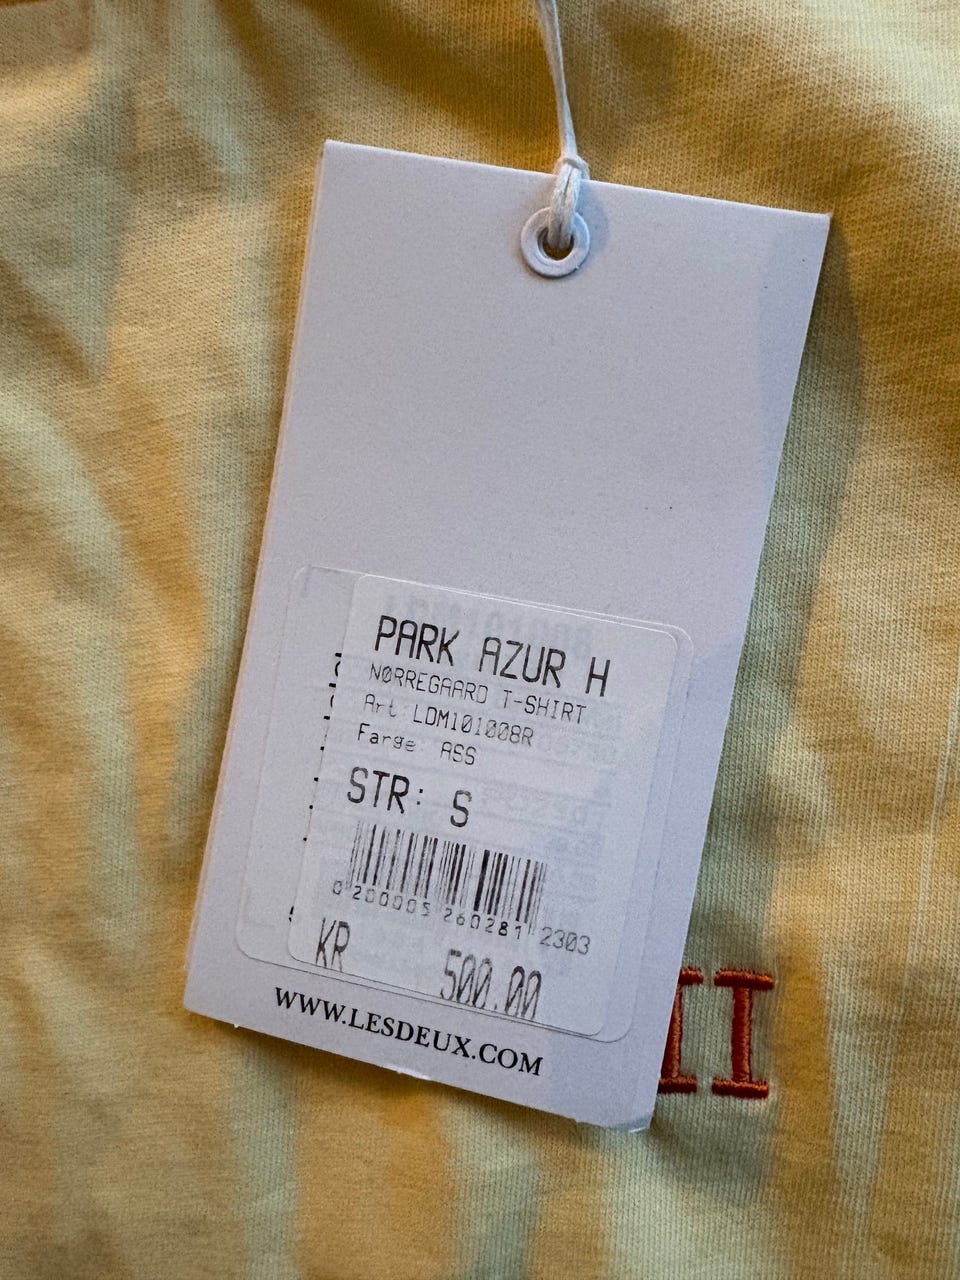 PARK AZUR H
NØRREGAARD T-SHIRT
Art LDM101008R
Farge ASS
STR: S
0 200005 260281 2303
KR 500.00
WWW.LESDEUX.COM
II